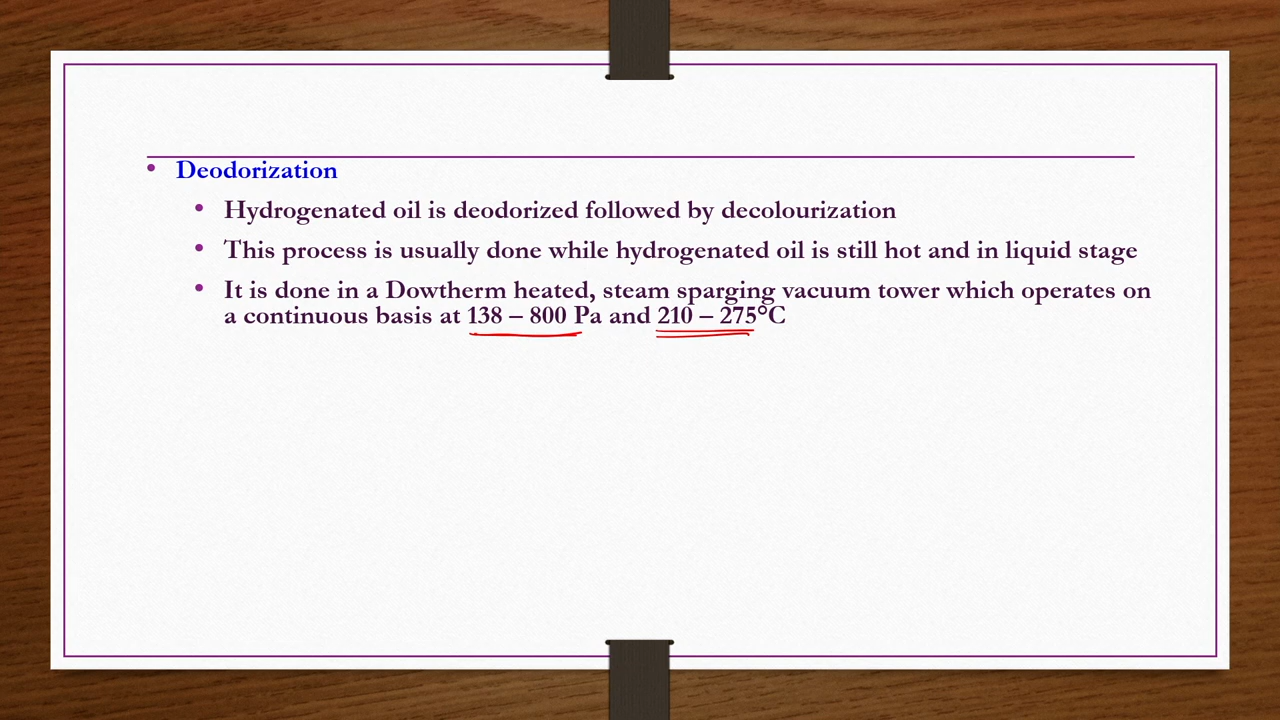 • Deodorization
• Hydrogenated oil is deodorized followed by decolourization
• This process is usually done while hydrogenated oil is still hot and in liquid stage
• It is done in a Dowtherm heated, steam sparging vacuum tower which operates on
a continuous basis at 138 – 800 Pa and 210 – 275°C